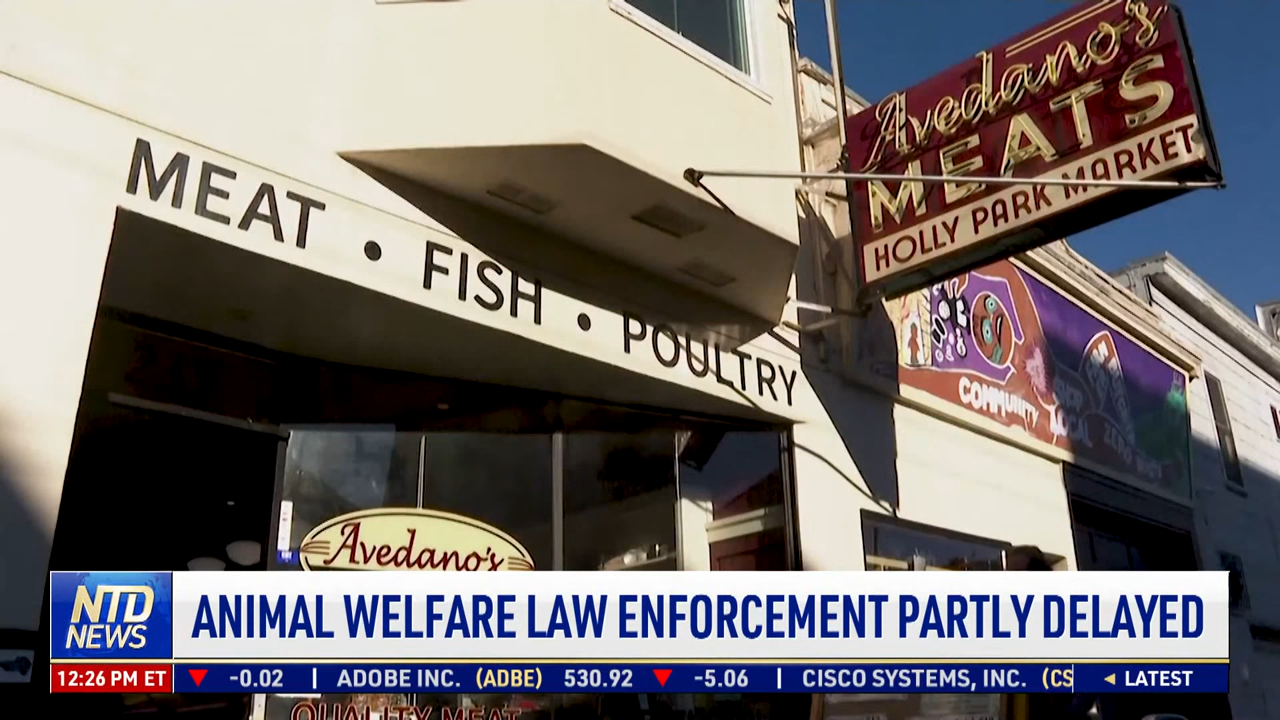 Avedano's
MEATS
HOLLY PARK MARKET
MEAT • FISH • POULTRY
COMMUNITY
LOCAL
Avedano's
NTD
NEWS
ANIMAL WELFARE LAW ENFORCEMENT PARTLY DELAYED
12:26 PM ET ▼ -0.02 | ADOBE INC. (ADBE) 530.92 ▼ -5.06 | CISCO SYSTEMS, INC. (CS ◄ LATEST
QUALITY MEAT